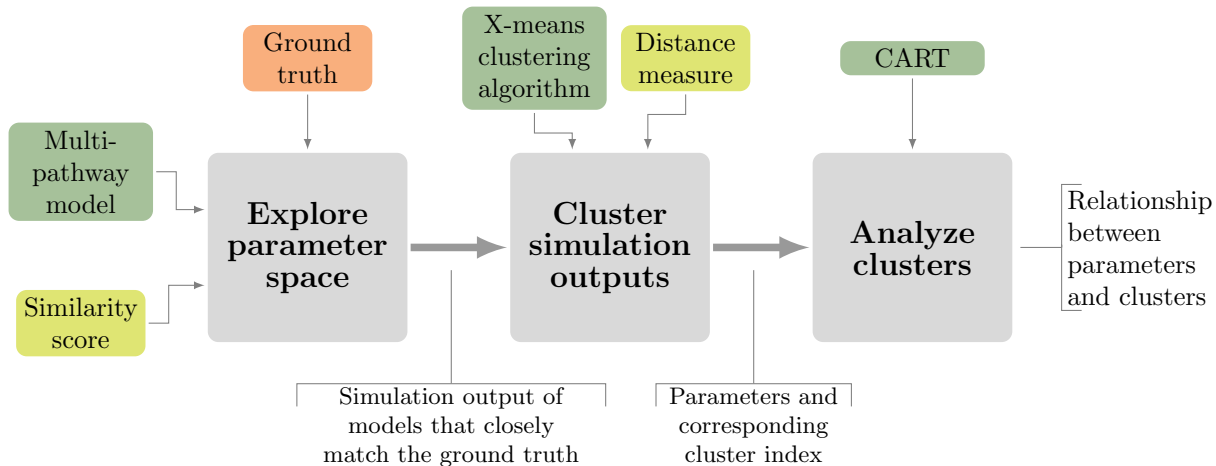 Ground
truth
X-means
clustering
algorithm
Distance
measure
CART
Multi-
pathway
model
Similarity
score
Explore
parameter
space
Cluster
simulation
outputs
Analyze
clusters
Relationship
between
parameters
and clusters
Simulation output of
models that closely
match the ground truth
Parameters and
corresponding
cluster index